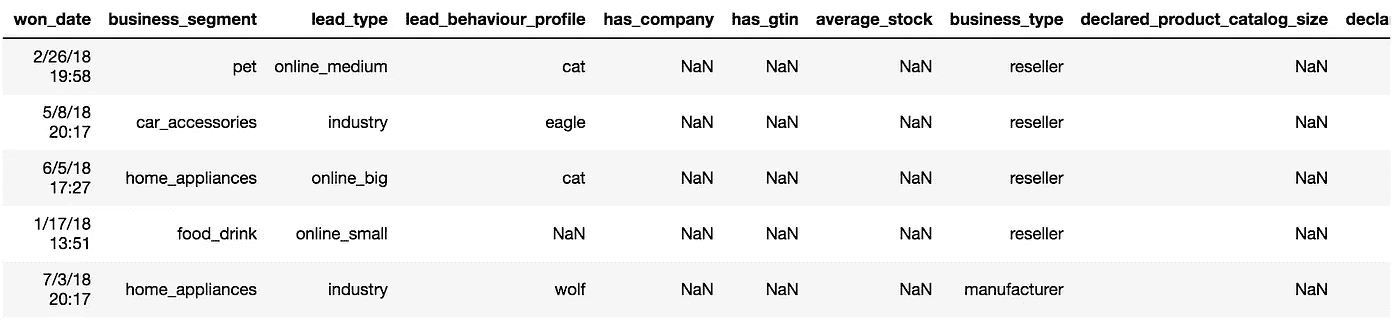 won_date business_segment lead_type lead_behaviour_profile has_company has_gtin average_stock business_type declared_product_catalog_size decla
2/26/18 19:58 pet online_medium cat NaN NaN NaN reseller NaN
5/8/18 20:17 car_accessories industry eagle NaN NaN NaN reseller NaN
6/5/18 17:27 home_appliances online_big cat NaN NaN NaN reseller NaN
1/17/18 13:51 food_drink online_small NaN NaN NaN NaN reseller NaN
7/3/18 20:17 home_appliances industry wolf NaN NaN NaN manufacturer NaN